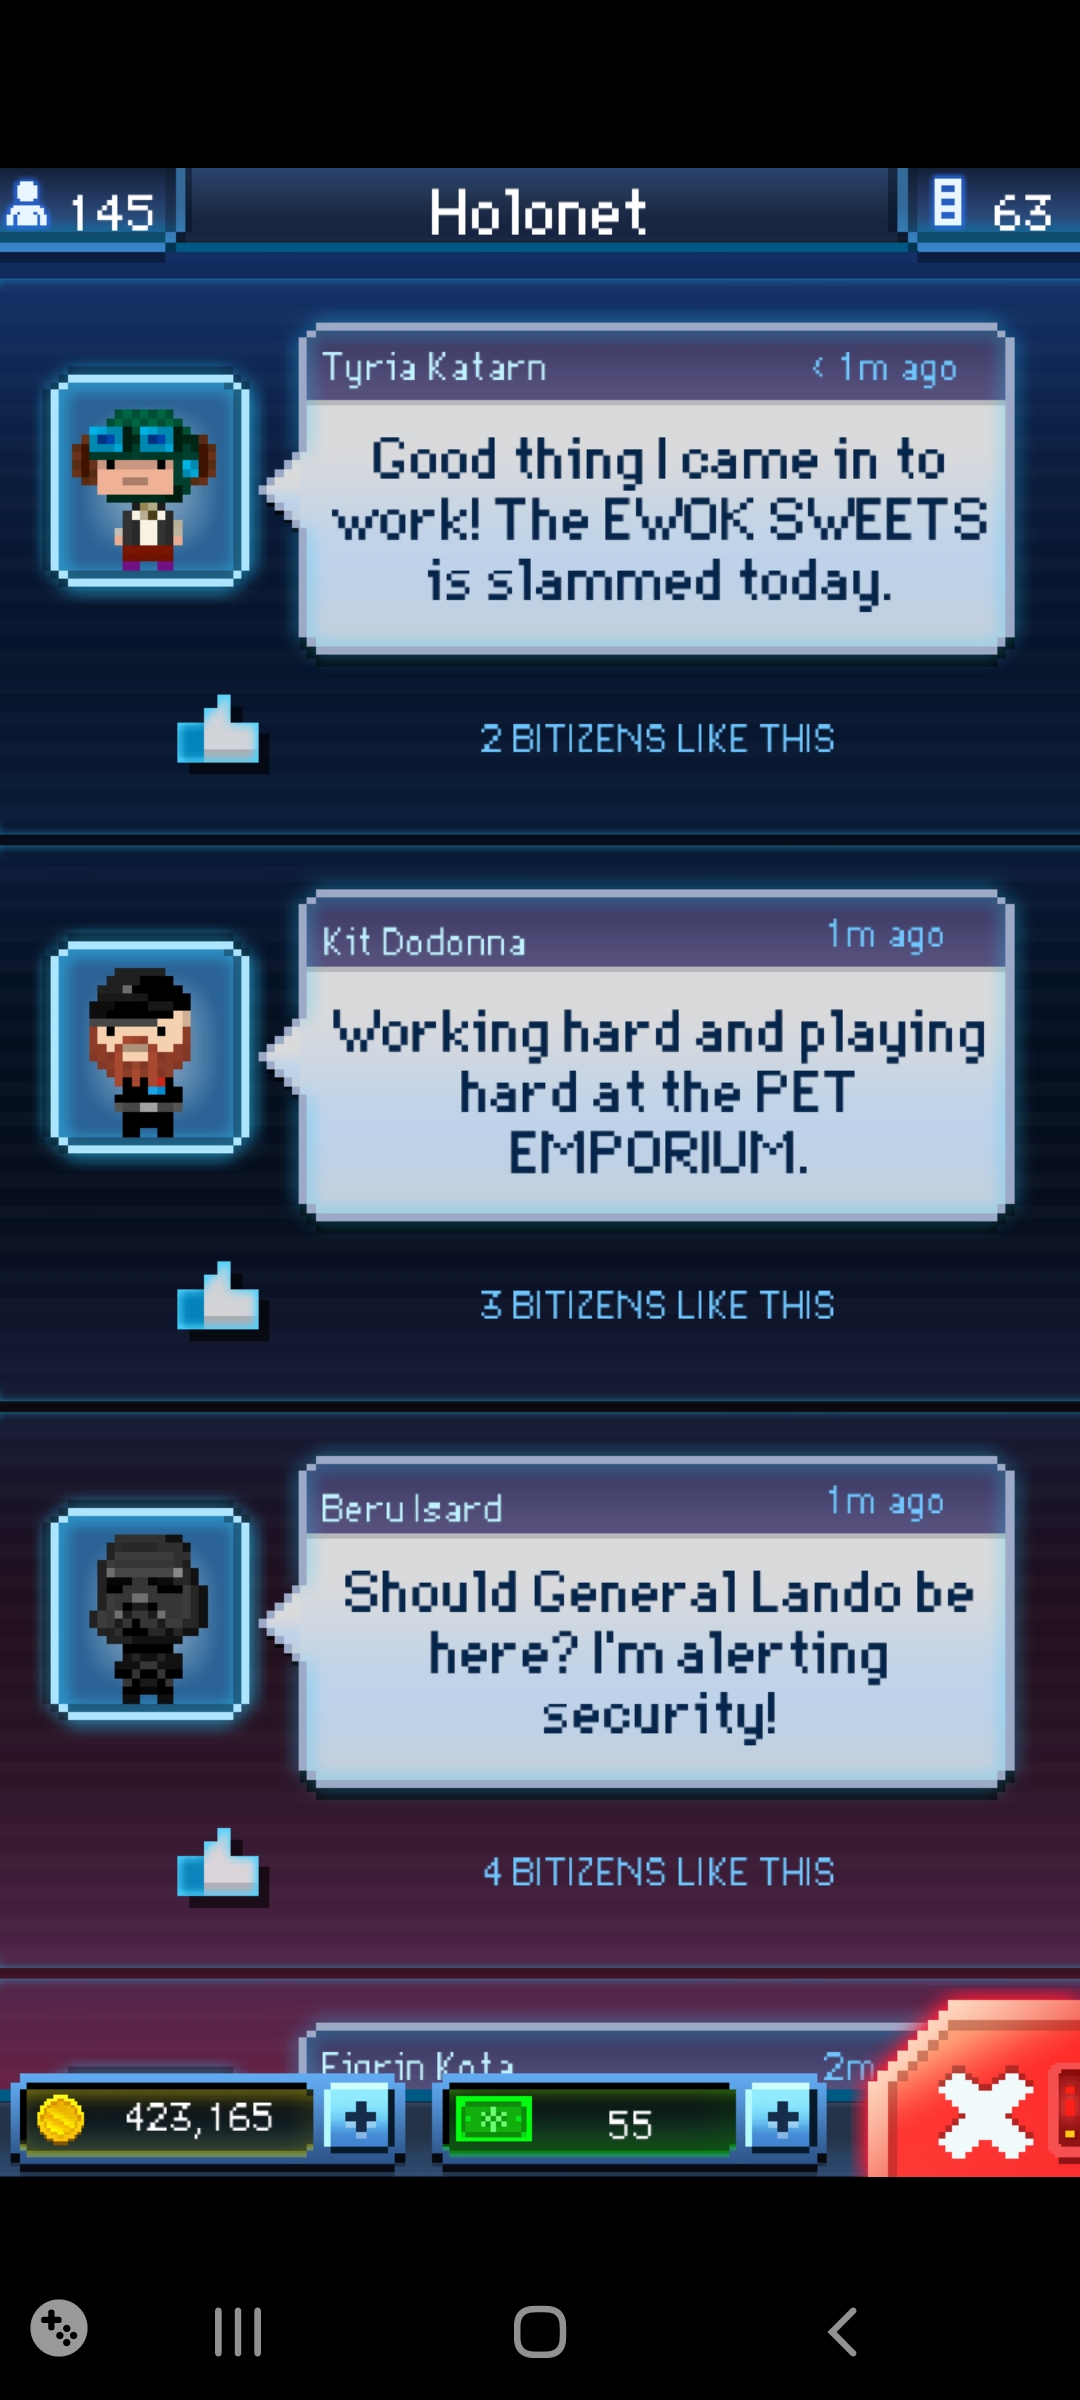 145
Holonet
63
Tyria Katarn
< 1m ago
Good thing I came in to
work! The EWOK SWEETS
is slammed today.
2 BITIZENS LIKE THIS
Kit Dodonna
1m ago
Working hard and playing
hard at the PET
EMPORIUM.
3 BITIZENS LIKE THIS
Beru Isard
1m ago
Should General Lando be
here? I'm alerting
security!
4 BITIZENS LIKE THIS
Figrin Kota
2m
423,165
55